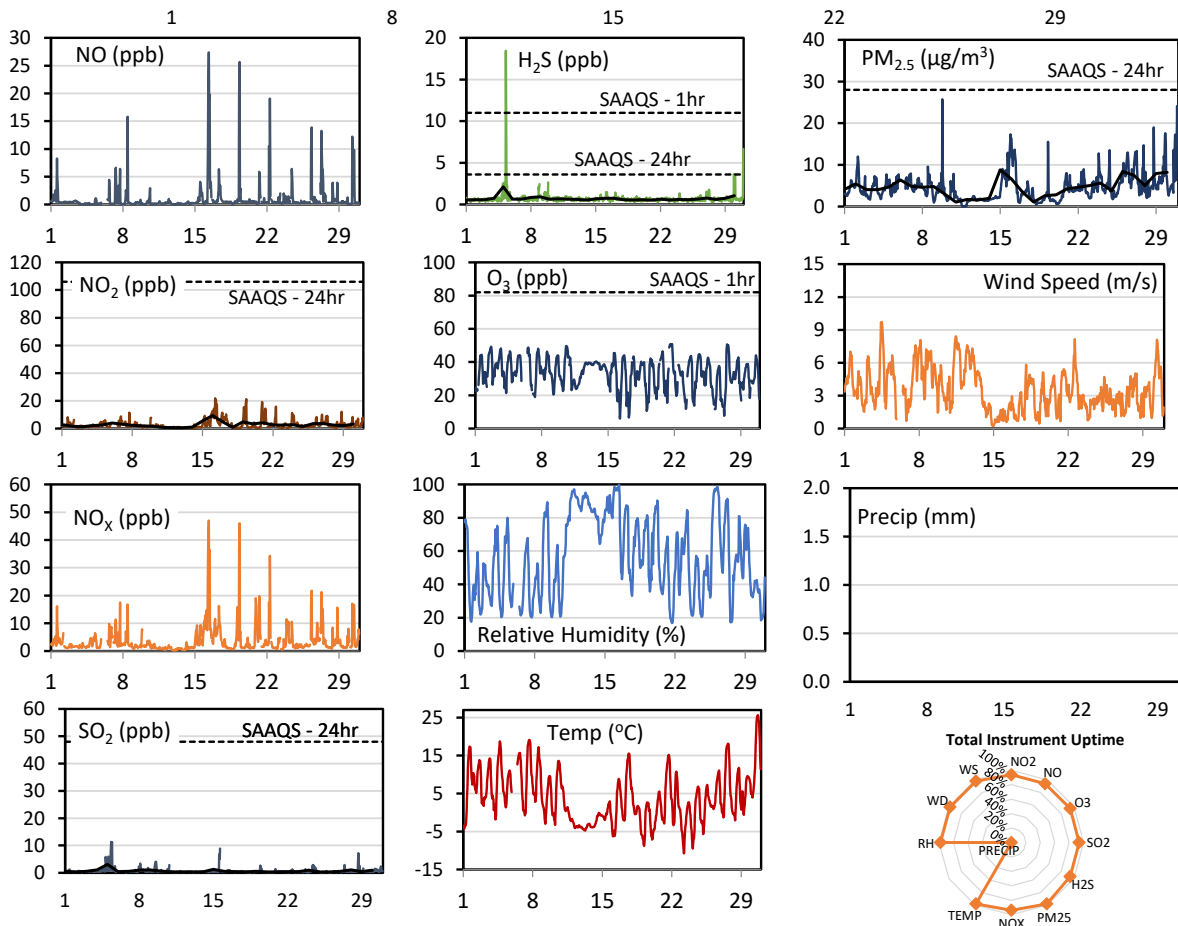 1 8 15 22 29
NO (ppb)
30
25
20
15
10
5
0
1 8 15 22 29
H₂S (ppb)
SAAQS - 1hr
SAAQS - 24hr
20
15
10
5
0
1 8 15 22 29
PM₂.₅ (µg/m³)
SAAQS - 24hr
40
30
20
10
0
1 8 15 22 29
NO₂ (ppb)
SAAQS - 24hr
120
100
80
60
40
20
0
1 8 15 22 29
O₃ (ppb)
SAAQS - 1hr
100
80
60
40
20
0
1 8 15 22 29
Wind Speed (m/s)
15
12
9
6
3
0
1 8 15 22 29
NOX (ppb)
60
50
40
30
20
10
0
1 8 15 22 29
100
80
60
40
20
0
Relative Humidity (%)
1 8 15 22 29
Precip (mm)
2.0
1.5
1.0
0.5
0.0
1 8 15 22 29
SO₂ (ppb)
SAAQS - 24hr
60
50
40
30
20
10
0
1 8 15 22 29
Temp (°C)
25
15
5
-5
-15
1 8 15 22 29
Total Instrument Uptime
100%
80%
60%
40%
20%
0%
NO2
NO
O3
SO2
H2S
PM25
NOX
TEMP
PRECIP
RH
WD
WS